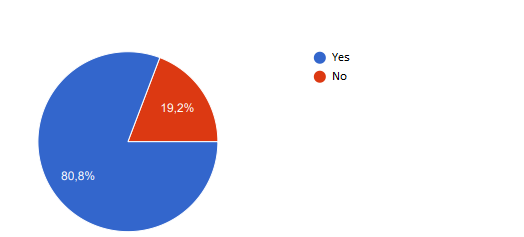 Yes
No
19,2%
80,8%